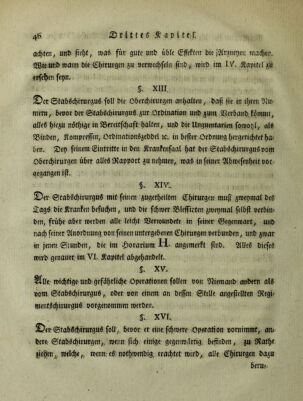 46 Drittes Kapitel.
achten, und sieht, was für gute und üble Effekten die Arzneyen machen.
Wie und wann die Chirurgen zu verwechseln sind, wird im IV. Kapitel zu
ersehen seyn.
§. XIII.
Der Stabschirurgus soll die Oberchirurgen anhalten, daß sie in ihren
mern, bevor der Stabschirurgus zur Ordination und zum Verband kömmt,
alles hiezu nöthige in Bereitschaft halten, und die Unguentarien sowohl, als
Binden, Kompressen, Ordinationszeddel ic. in bester Ordnung hergerichtet ha-
ben. Bey seinem Eintritte in den Krankensaal hat der Stabschirurgus vom
Oberchirurgen über alles Rapport zu nehmen, was in seiner Abwesenheit vor-
gegangen ist.
§. XIV.
Der Stabschirurgus mit seinen zugetheilten Chirurgen muß zweymal des
Tags die Kranken besuchen, und die schwer Blessirten zweymal selbst verbin-
den, frühe aber werden alle leicht Verwundete in seiner Gegenwart, und
nach seiner Anordnung von seinen untergebenen Chirurgen verbunden, und zwar
in jenen Stunden, die im Horarium H. angemerkt sind. Alles dieses
wird genauer im VI. Kapitel abgehandelt.
§. XV.
Alle wichtige und gefährliche Operationen sollen von Niemand anders als
vom Stabschirurgus, oder von einem an dessen Stelle angestellten Regi-
mentschirurgus vorgenommen werden.
§. XVI.
Der Stabschirurgus soll, bevor er eine schwere Operation vornimmt, an-
dere Stabschirurgen, wenn sich einige gegenwärtig befinden, zu Rathe
ziehen, welche, wenn es nothwendig erachtet wird, alle Chirurgen dazu
beru-